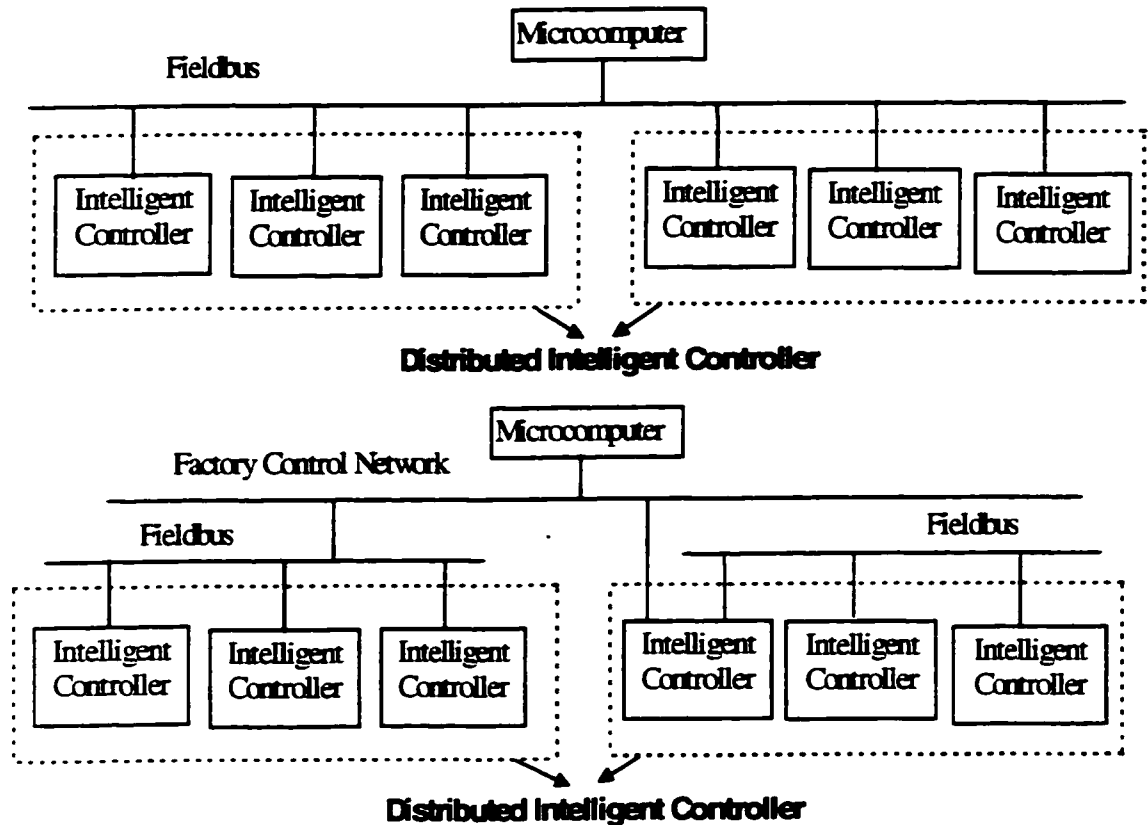 Microcomputer
Fieldbus
Intelligent
Controller
Intelligent
Controller
Intelligent
Controller
Intelligent
Controller
Intelligent
Controller
Intelligent
Controller
Distributed Intelligent Controller
Microcomputer
Factory Control Network
Fieldbus
Fieldbus
Intelligent
Controller
Intelligent
Controller
Intelligent
Controller
Intelligent
Controller
Intelligent
Controller
Intelligent
Controller
Distributed Intelligent Controller